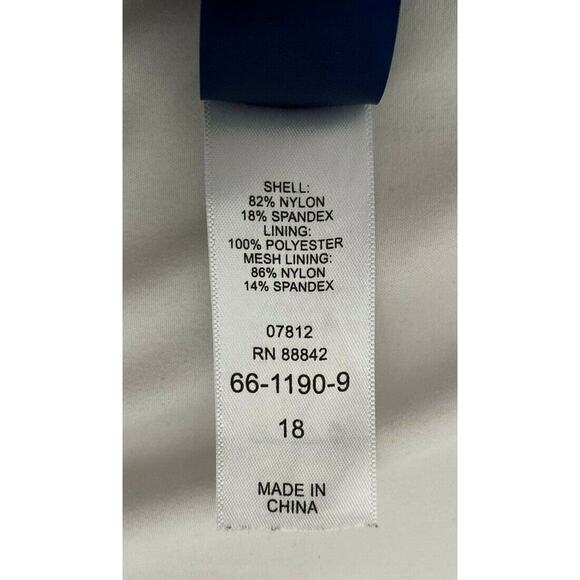 SHELL:
82% NYLON
18% SPANDEX
LINING:
100% POLYESTER
MESH LINING:
86% NYLON
14% SPANDEX
07812
RN 88842
66-1190-9
18
MADE IN
CHINA